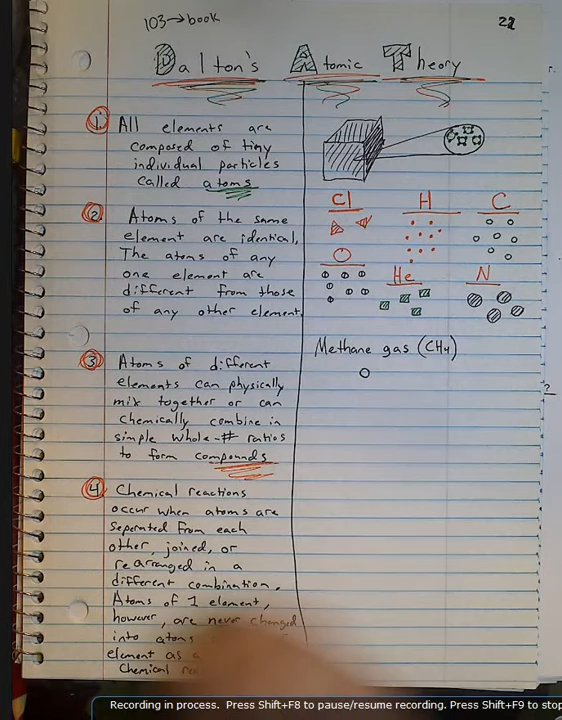 103→book
22
Dalton's Atomic Theory
1 All elements are
composed of tiny
individual particles
called atoms
2 Atoms of the same
element are identical.
The atoms of any
one element are
different from those
of any other element.
3 Atoms of different
elements can physically
mix together or can
chemically combine in
simple whole-# ratios
to form compounds
4 Chemical reactions
occur when atoms are
seperated from each
other, joined, or
rearranged in a
different combination.
Atoms of 1 element,
however, are never changed
into atoms
element as a
Chemical
Cl H C
O He N
Methane gas (CH4)
?
Recording in process. Press Shift+F8 to pause/resume recording. Press Shift+F9 to stop